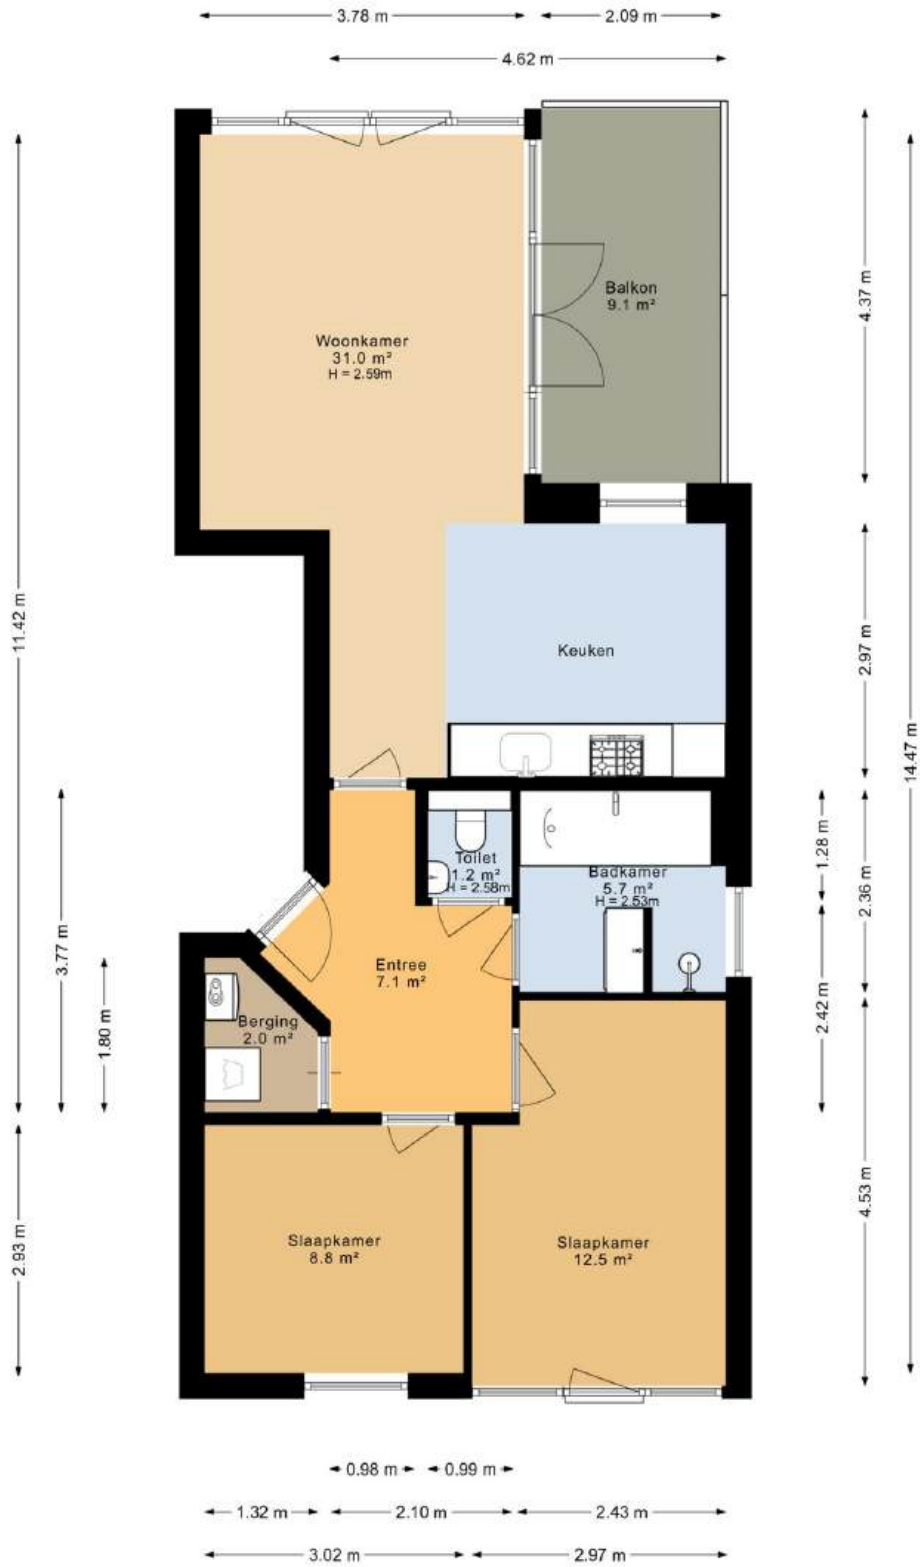 3.78 m
2.09 m
4.62 m
Balkon
9.1 m²
4.37 m
Woonkamer
31.0 m²
H = 2.59m
11.42 m
14.47 m
Keuken
2.97 m
Toilet
1.2 m²
H = 2.58m
Badkamer
5.7 m²
H = 2.53m
1.28 m
2.36 m
3.77 m
Entree
7.1 m²
2.42 m
1.80 m
Berging
2.0 m²
4.53 m
2.93 m
Slaapkamer
8.8 m²
Slaapkamer
12.5 m²
0.98 m
0.99 m
1.32 m
2.10 m
2.43 m
3.02 m
2.97 m